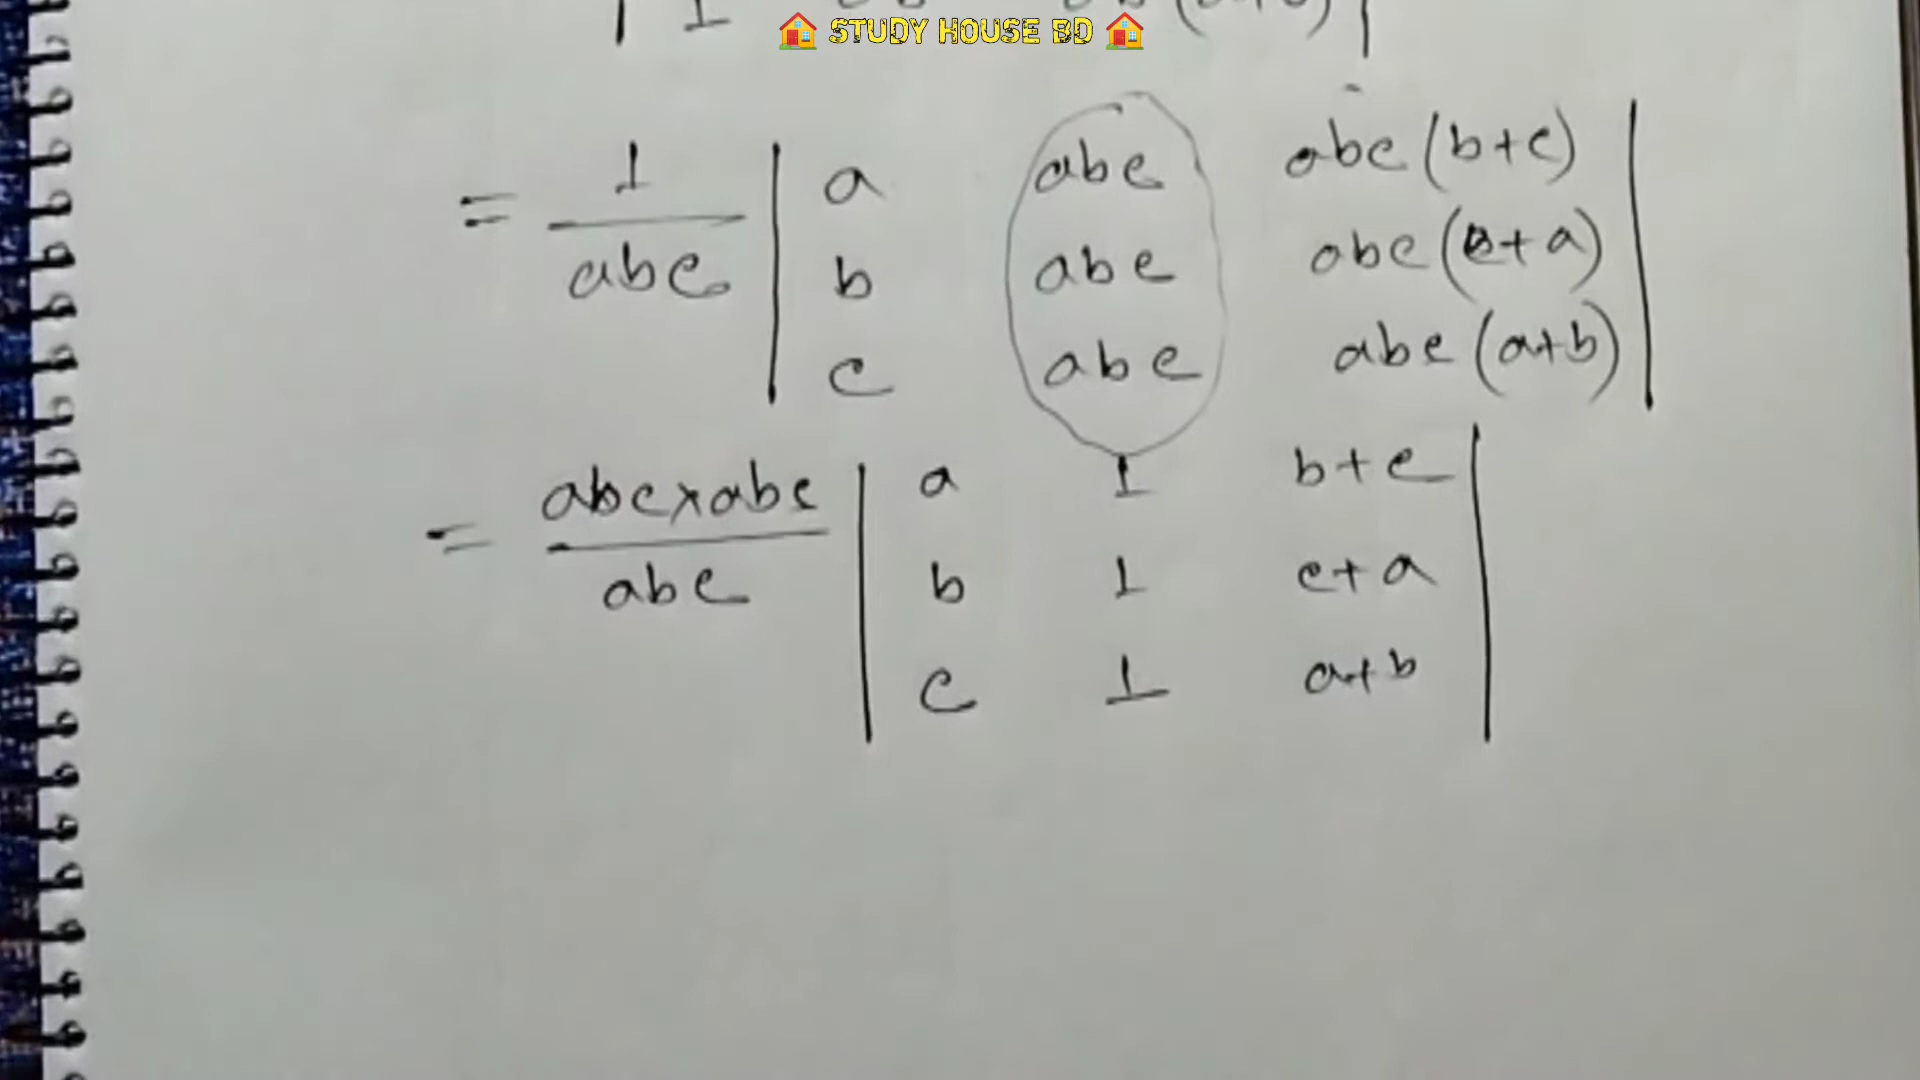 🏠 STUDY HOUSE BD 🏠
= 1/abc | a abc abc(b+c) |
b abc abc(c+a)
c abc abc(a+b)
= abc×abc/abc | a 1 b+c |
b 1 c+a
c 1 a+b